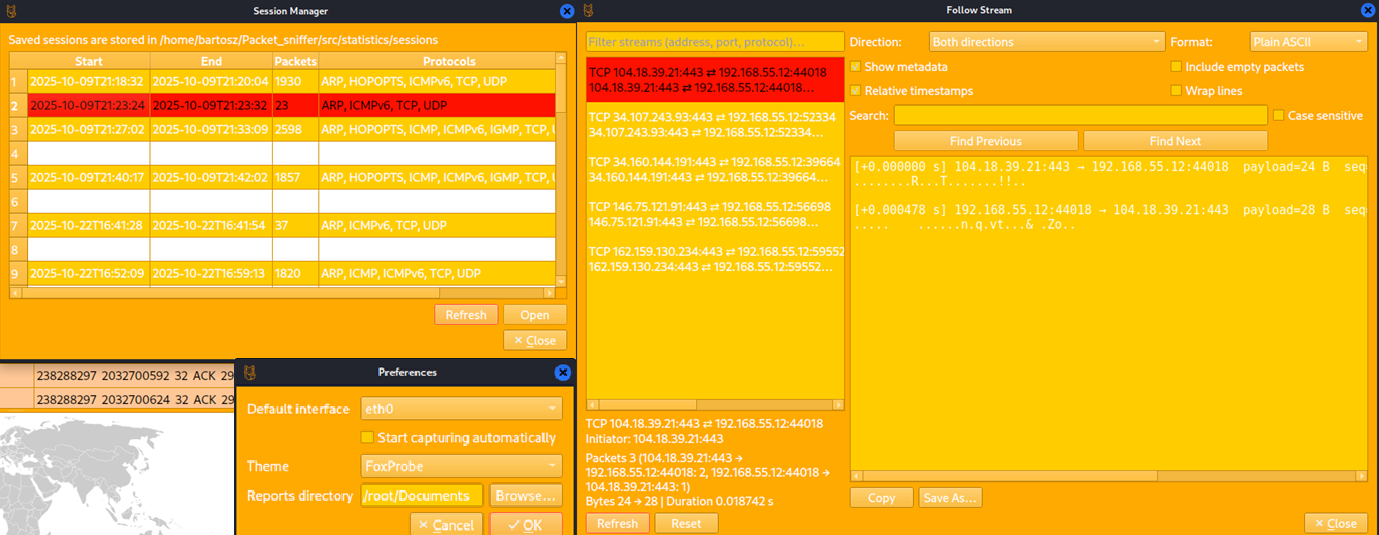 Session Manager
Saved sessions are stored in /home/bartosz/Packet_sniffer/src/statistics/sessions
Start End Packets Protocols
1 2025-10-09T21:18:32 2025-10-09T21:20:04 1930 ARP, HOPOPTS, ICMPv6, TCP, UDP
2 2025-10-09T21:23:24 2025-10-09T21:23:32 23 ARP, ICMPv6, TCP, UDP
3 2025-10-09T21:27:02 2025-10-09T21:33:09 2598 ARP, HOPOPTS, ICMP, ICMPv6, IGMP, TCP, U
4
5 2025-10-09T21:40:17 2025-10-09T21:42:02 1857 ARP, HOPOPTS, ICMP, ICMPv6, IGMP, TCP, U
6
7 2025-10-22T16:41:28 2025-10-22T16:41:54 37 ARP, ICMPv6, TCP, UDP
8
9 2025-10-22T16:52:09 2025-10-22T16:59:13 1820 ARP, ICMP, ICMPv6, TCP, UDP
Refresh Open
Close
238288297 2032700592 32 ACK 29
238288297 2032700624 32 ACK 29
Preferences
Default interface eth0
Start capturing automatically
Theme FoxProbe
Reports directory /root/Documents Browse...
Cancel OK
Follow Stream
Filter streams (address, port, protocol)...
TCP 104.18.39.21:443 ⇄ 192.168.55.12:44018
104.18.39.21:443 ⇄ 192.168.55.12:44018...
TCP 34.107.243.93:443 ⇄ 192.168.55.12:52334
34.107.243.93:443 ⇄ 192.168.55.12:52334...
TCP 34.160.144.191:443 ⇄ 192.168.55.12:39664
34.160.144.191:443 ⇄ 192.168.55.12:39664...
TCP 146.75.121.91:443 ⇄ 192.168.55.12:56698
146.75.121.91:443 ⇄ 192.168.55.12:56698...
TCP 162.159.130.234:443 ⇄ 192.168.55.12:59552
162.159.130.234:443 ⇄ 192.168.55.12:59552...
TCP 104.18.39.21:443 ⇄ 192.168.55.12:44018
Initiator: 104.18.39.21:443
Packets 3 (104.18.39.21:443 →
192.168.55.12:44018: 2, 192.168.55.12:44018 →
104.18.39.21:443: 1)
Bytes 24 → 28 | Duration 0.018742 s
Refresh Reset
Direction: Both directions Format: Plain ASCII
Show metadata Include empty packets
Relative timestamps Wrap lines
Search: Case sensitive
Find Previous Find Next
[+0.000000 s] 104.18.39.21:443 → 192.168.55.12:44018 payload=24 B seq=
........R...T.......!!..
[+0.000478 s] 192.168.55.12:44018 → 104.18.39.21:443 payload=28 B seq=
..... ......n.q.vt...& .Zo..
Copy Save As...
Close